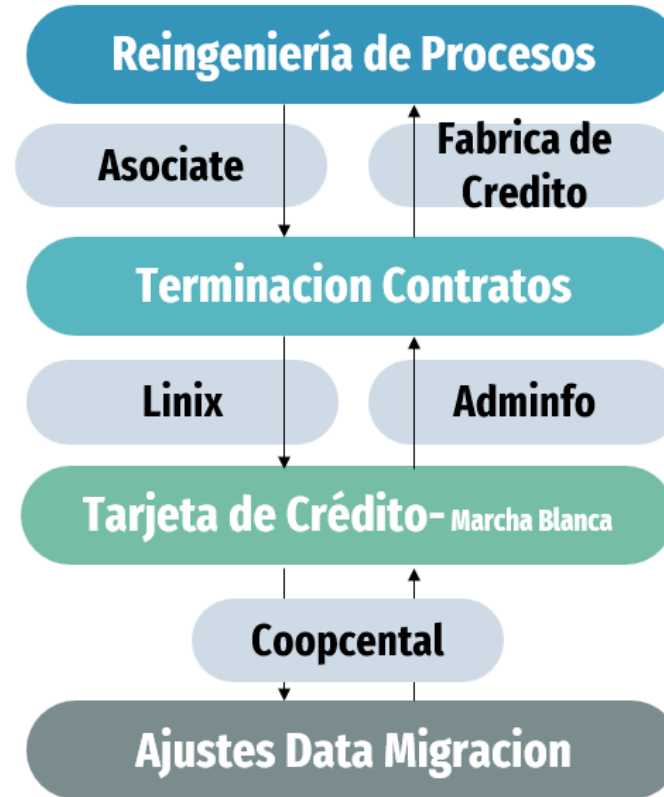 Reingeniería de Procesos
Asociate
Fabrica de
Credito
Terminacion Contratos
Linix
Adminfo
Tarjeta de Crédito- Marcha Blanca
Coopcental
Ajustes Data Migracion